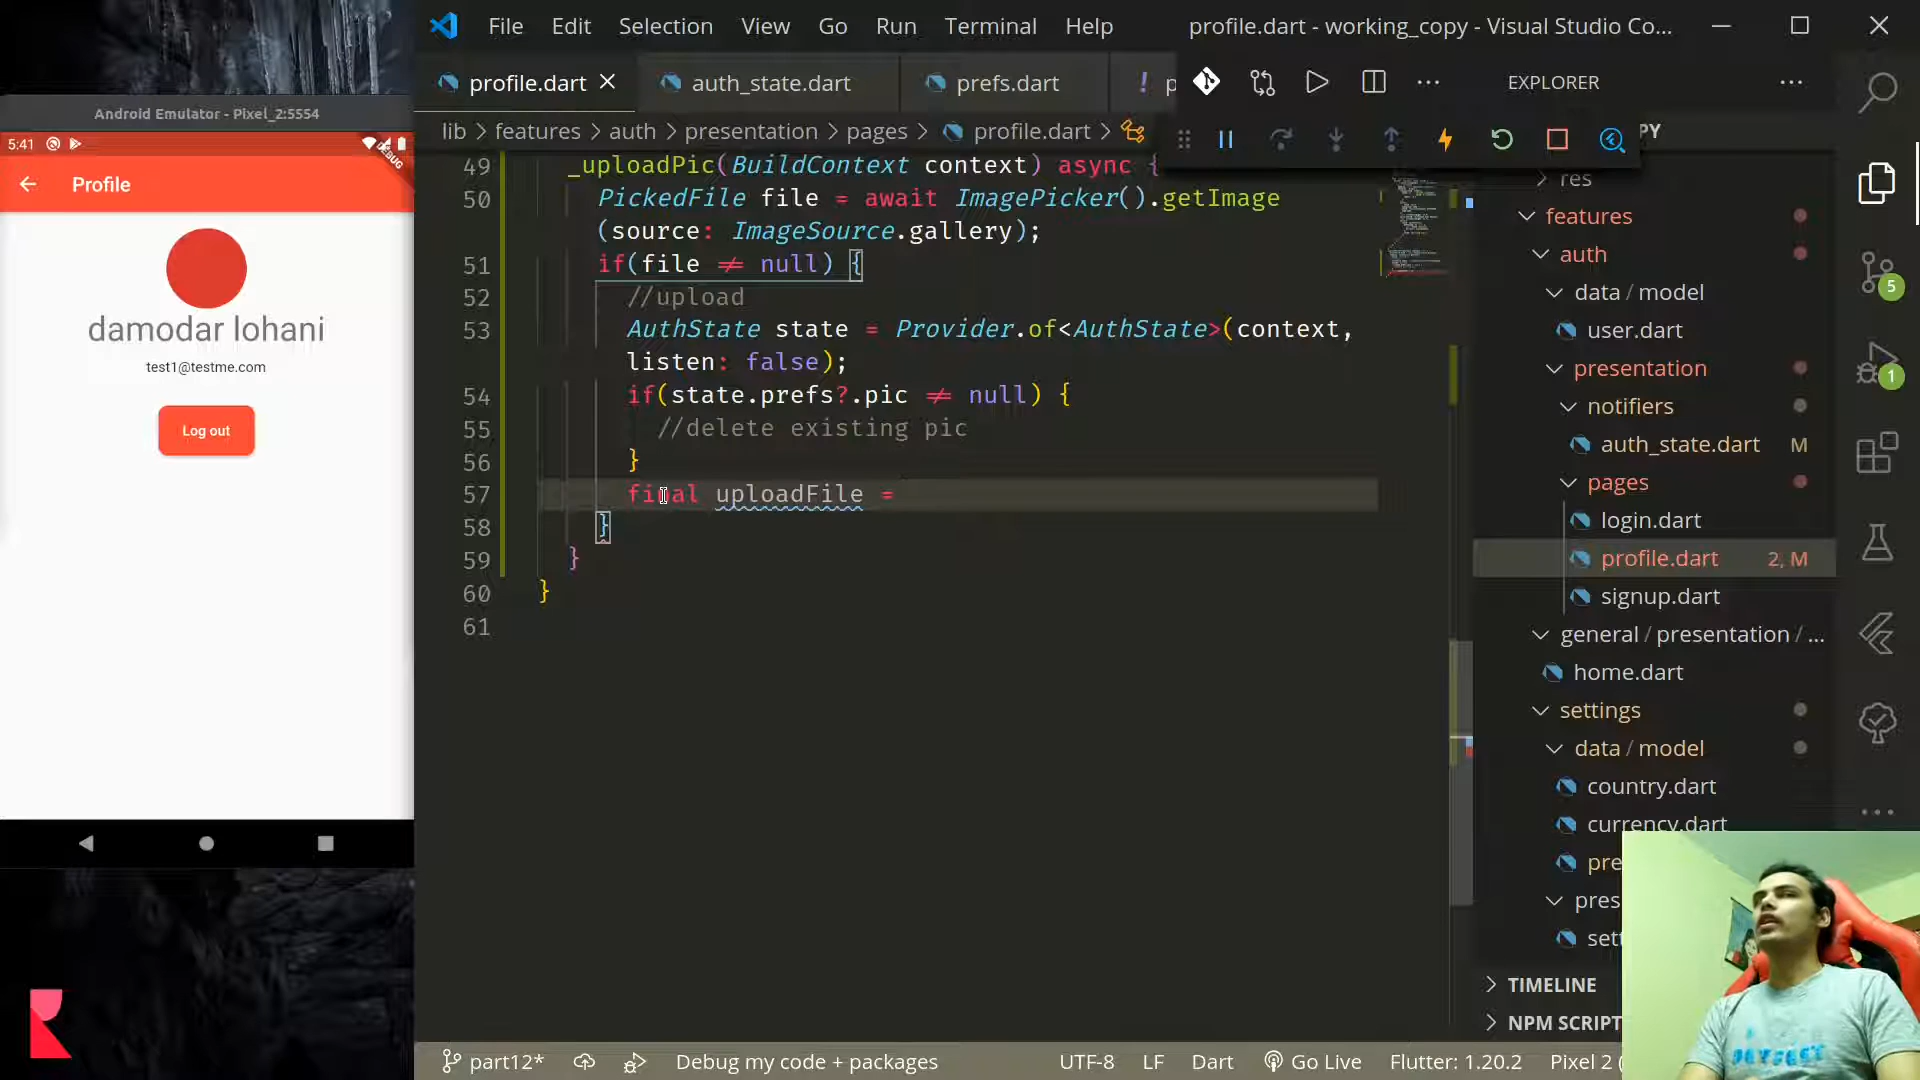 File Edit Selection View Go Run Terminal Help profile.dart - working_copy - Visual Studio Co...
profile.dart auth_state.dart prefs.dart
EXPLORER
Android Emulator - Pixel_2:5554
lib > features > auth > presentation > pages > profile.dart >
5:41
DEBUG
Profile
damodar lohani
test1@testme.com
Log out
49 _uploadPic(BuildContext context) async {
50 PickedFile file = await ImagePicker().getImage
(source: ImageSource.gallery);
51 if(file ≠ null) {
52 //upload
53 AuthState state = Provider.of<AuthState>(context,
listen: false);
54 if(state.prefs?.pic ≠ null) {
55 //delete existing pic
56 }
57 final uploadFile =
58 }
59 }
60 }
61
PY
res
features
auth
data / model
user.dart
presentation
notifiers
auth_state.dart M
pages
login.dart
profile.dart 2, M
signup.dart
general / presentation / ...
home.dart
settings
data / model
country.dart
currency.dart
pre
pres
set
TIMELINE
NPM SCRIPT
5
1
part12* Debug my code + packages UTF-8 LF Dart Go Live Flutter: 1.20.2 Pixel 2 (